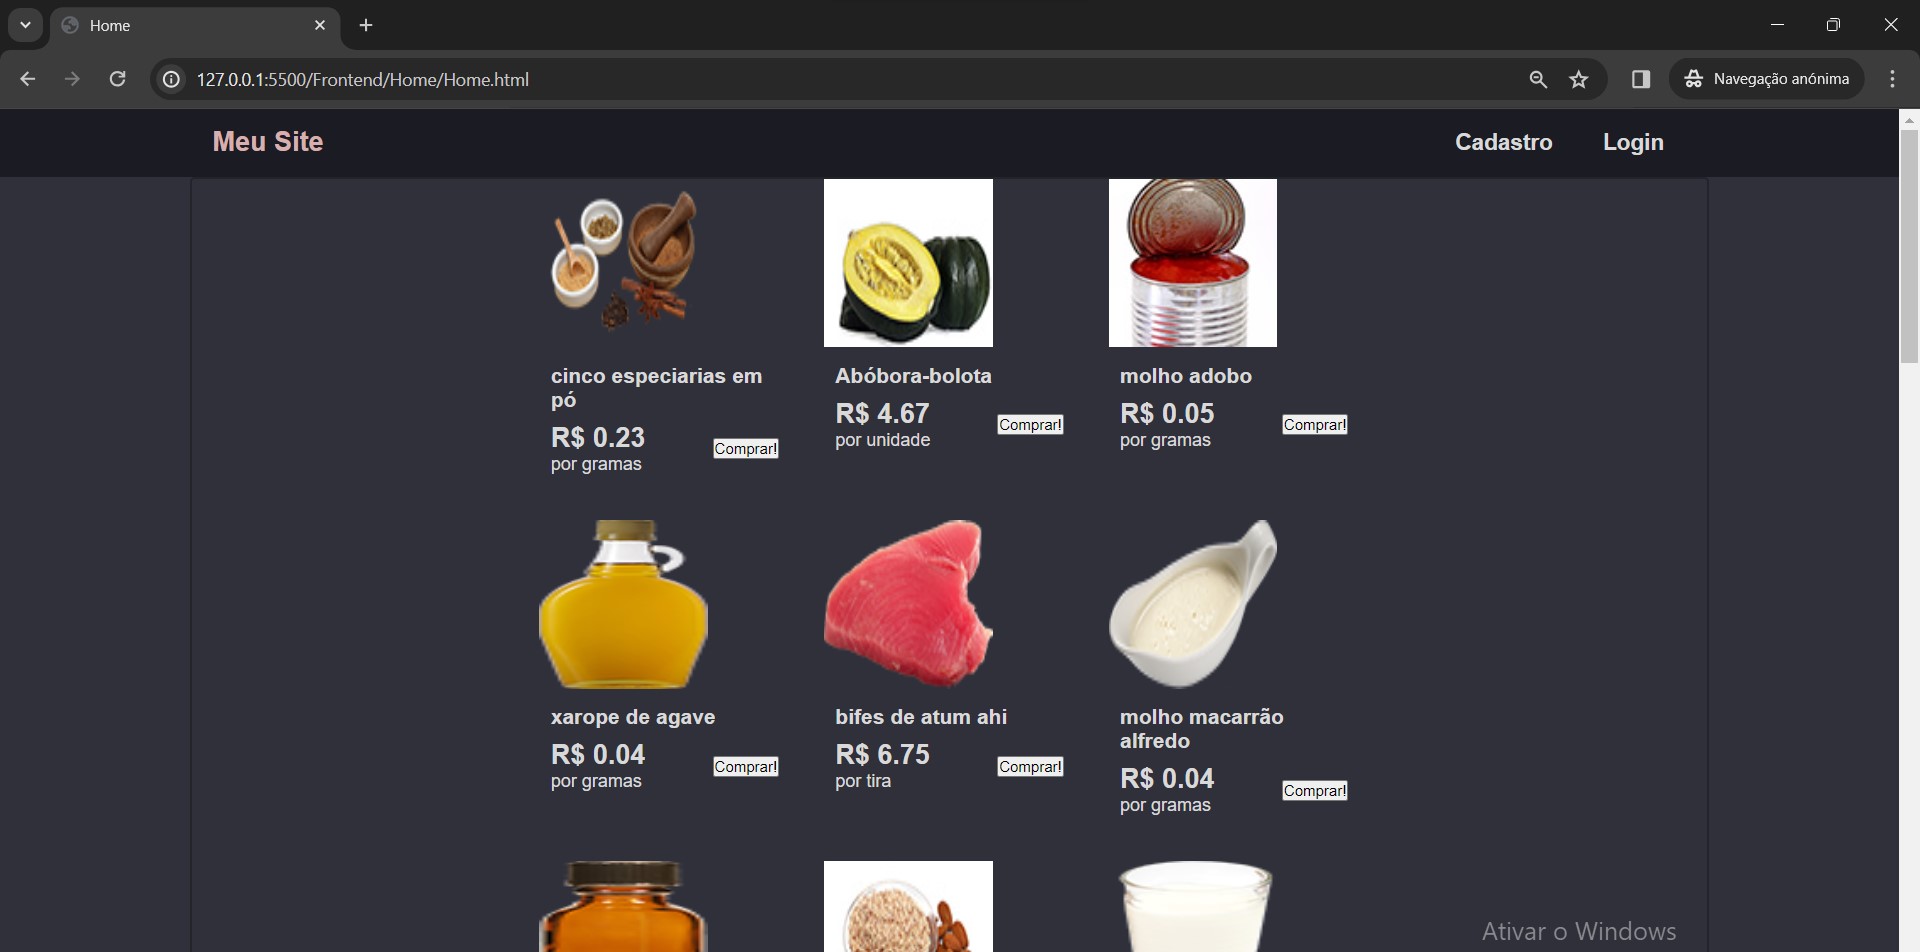 Home
127.0.0.1:5500/Frontend/Home/Home.html
Navegação anónima
Meu Site
Cadastro
Login
cinco especiarias em
pó
R$ 0.23
por gramas
Comprar!
Abóbora-bolota
R$ 4.67
por unidade
Comprar!
molho adobo
R$ 0.05
por gramas
Comprar!
xarope de agave
R$ 0.04
por gramas
Comprar!
bifes de atum ahi
R$ 6.75
por tira
Comprar!
molho macarrão
alfredo
R$ 0.04
por gramas
Comprar!
Ativar o Windows